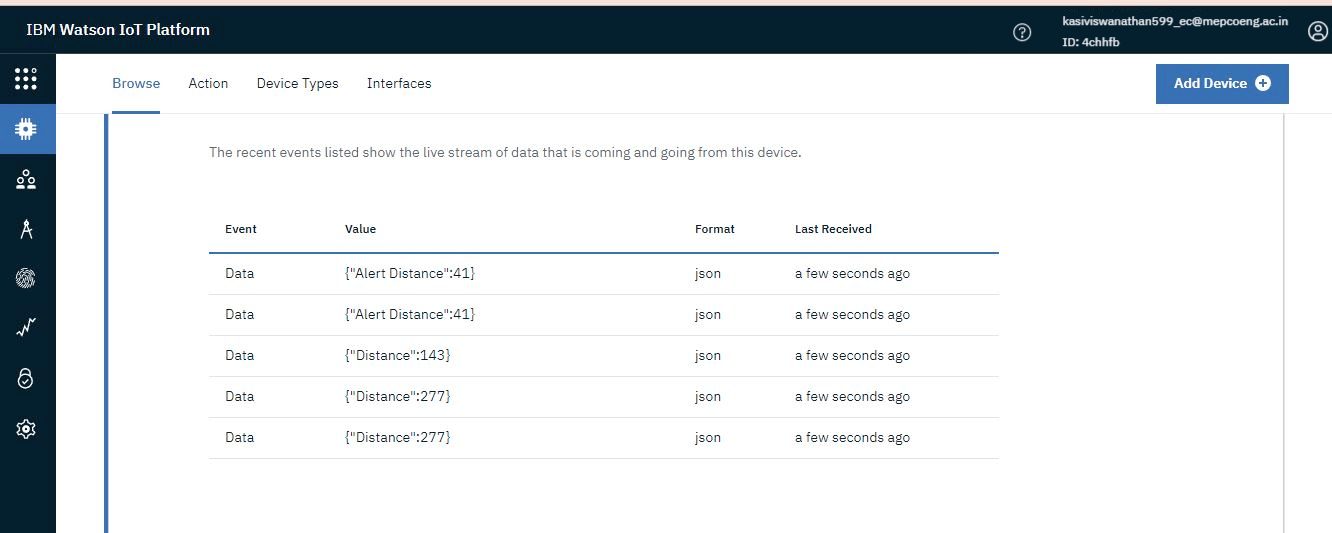 IBM Watson IoT Platform
kasiviswanathan599_ec@mepcoeng.ac.in
ID: 4chhfb
Browse Action Device Types Interfaces Add Device
The recent events listed show the live stream of data that is coming and going from this device.
Event Value Format Last Received
Data {"Alert Distance":41} json a few seconds ago
Data {"Alert Distance":41} json a few seconds ago
Data {"Distance":143} json a few seconds ago
Data {"Distance":277} json a few seconds ago
Data {"Distance":277} json a few seconds ago